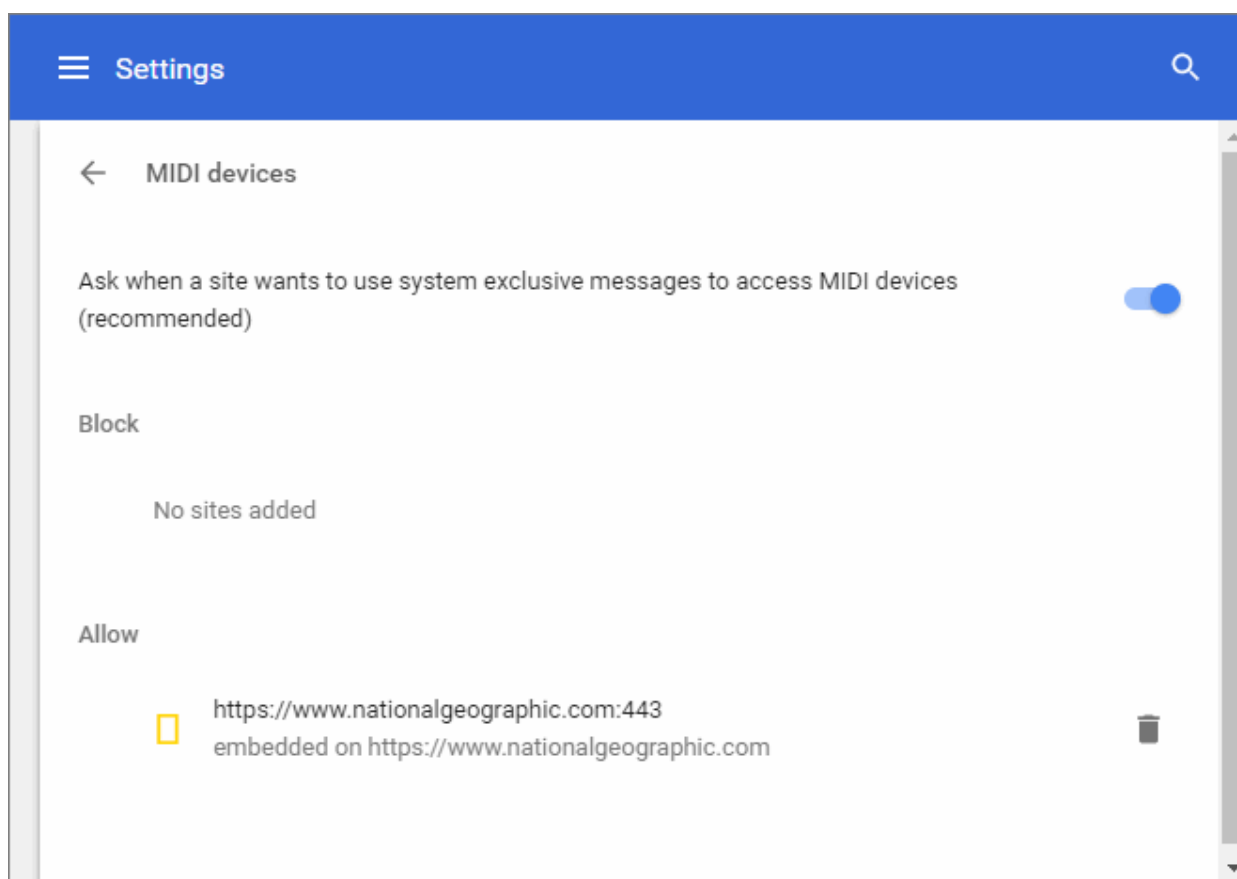 Settings
MIDI devices
Ask when a site wants to use system exclusive messages to access MIDI devices
(recommended)
Block
No sites added
Allow
https://www.nationalgeographic.com:443
embedded on https://www.nationalgeographic.com